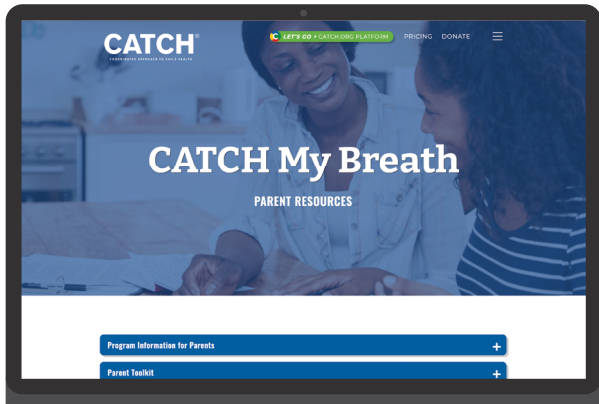 CATCH®
COORDINATED APPROACH TO CHILD HEALTH
C LET'S GO › CATCH.ORG PLATFORM
PRICING
DONATE
CATCH My Breath
PARENT RESOURCES
Program Information for Parents
+
Parent Toolkit
+